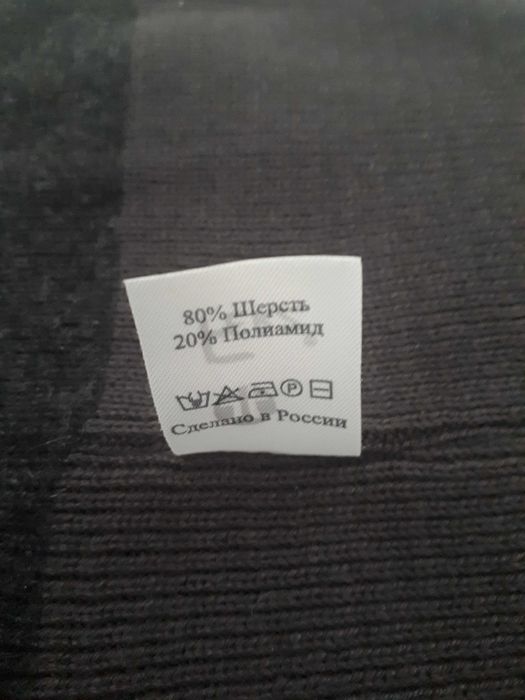 80% Шерсть
20% Полиамид
P
Сделано в России